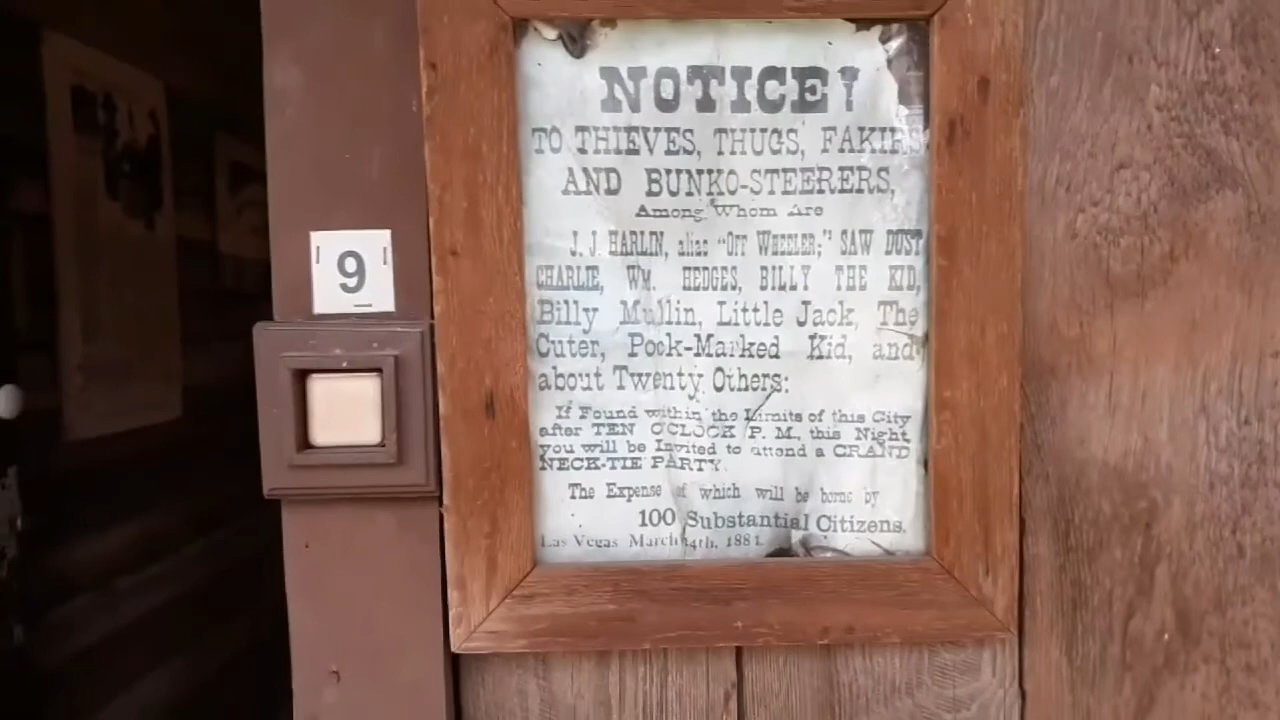 9
NOTICE!
TO THIEVES, THUGS, FAKIRS
AND BUNKO-STEERERS,
Among Whom Are
J. J. HARLIN, alias "OFF WHEELER;" SAW DUST
CHARLIE, WM. HEDGES, BILLY THE KID,
Billy Mullin, Little Jack, The
Cuter, Pock-Marked Kid, and
about Twenty Others:
If Found within the Limits of this City
after TEN O'CLOCK P. M., this Night,
you will be Invited to attend a GRAND
NECK-TIE PARTY,
The Expense of which will be borne by
100 Substantial Citizens.
Las Vegas March 24th, 1881.